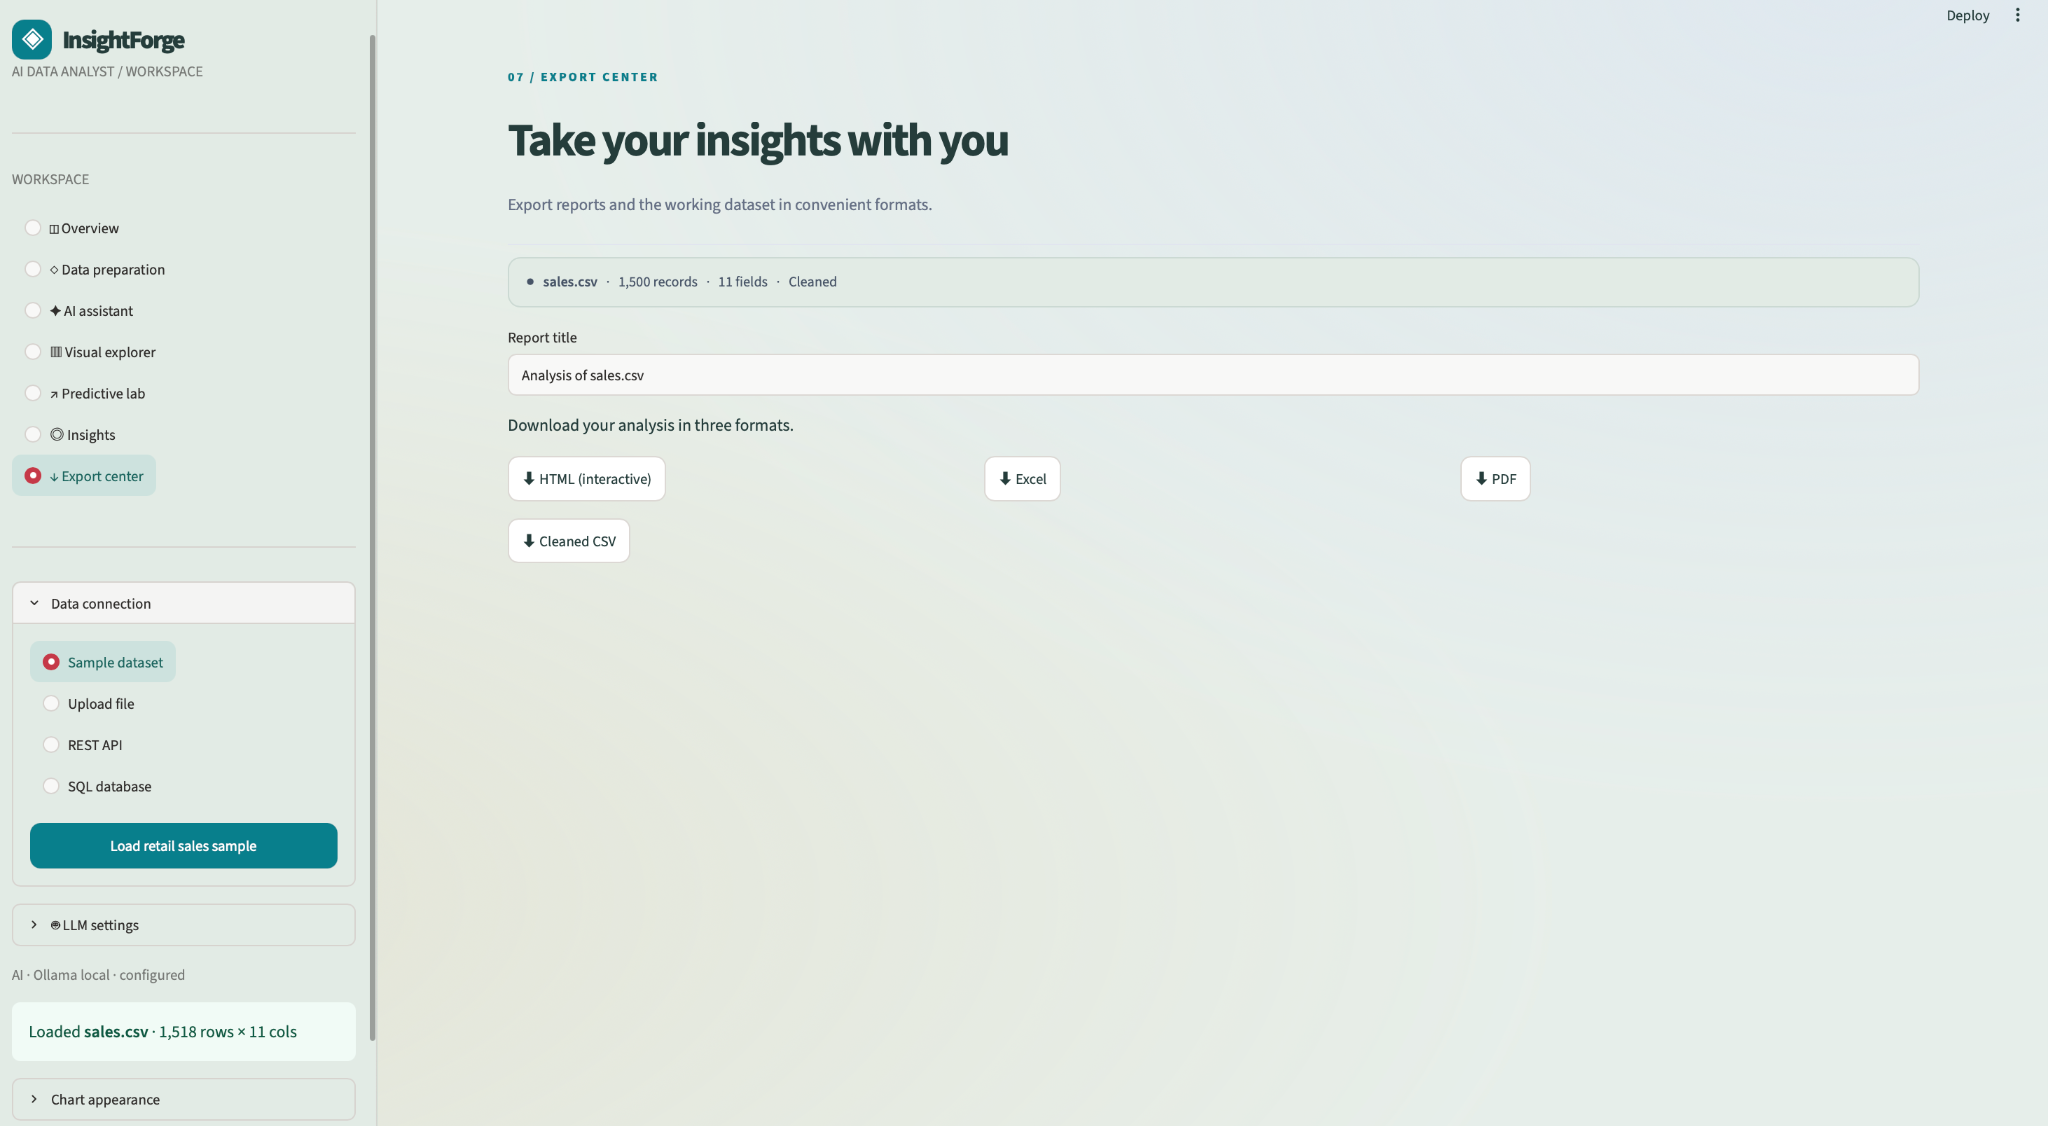 InsightForge
AI DATA ANALYST / WORKSPACE
WORKSPACE
Overview
Data preparation
AI assistant
Visual explorer
Predictive lab
Insights
↓ Export center
Data connection
Sample dataset
Upload file
REST API
SQL database
Load retail sales sample
LLM settings
AI · Ollama local · configured
Loaded sales.csv · 1,518 rows × 11 cols
Chart appearance
Deploy
07 / EXPORT CENTER
Take your insights with you
Export reports and the working dataset in convenient formats.
sales.csv · 1,500 records · 11 fields · Cleaned
Report title
Analysis of sales.csv
Download your analysis in three formats.
HTML (interactive)
Excel
PDF
Cleaned CSV